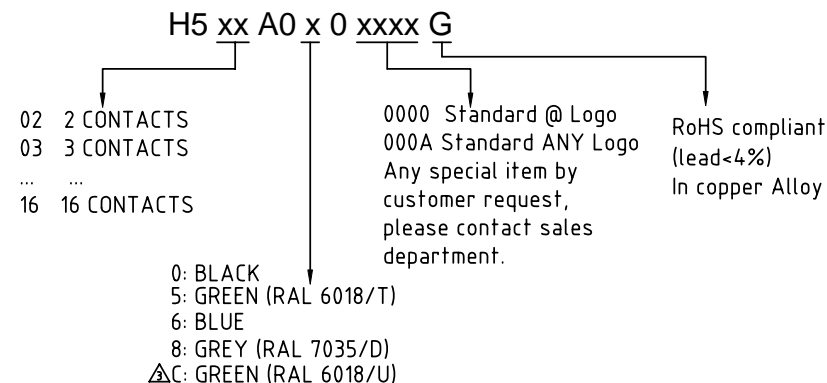 H5 xx A0 x 0 xxxx G
02 2 CONTACTS
03 3 CONTACTS
... ...
16 16 CONTACTS
0000 Standard @ Logo
000A Standard ANY Logo
Any special item by
customer request,
please contact sales
department.
RoHS compliant
(lead<4%)
In copper Alloy
0: BLACK
5: GREEN (RAL 6018/T)
6: BLUE
8: GREY (RAL 7035/D)
3 C: GREEN (RAL 6018/U)